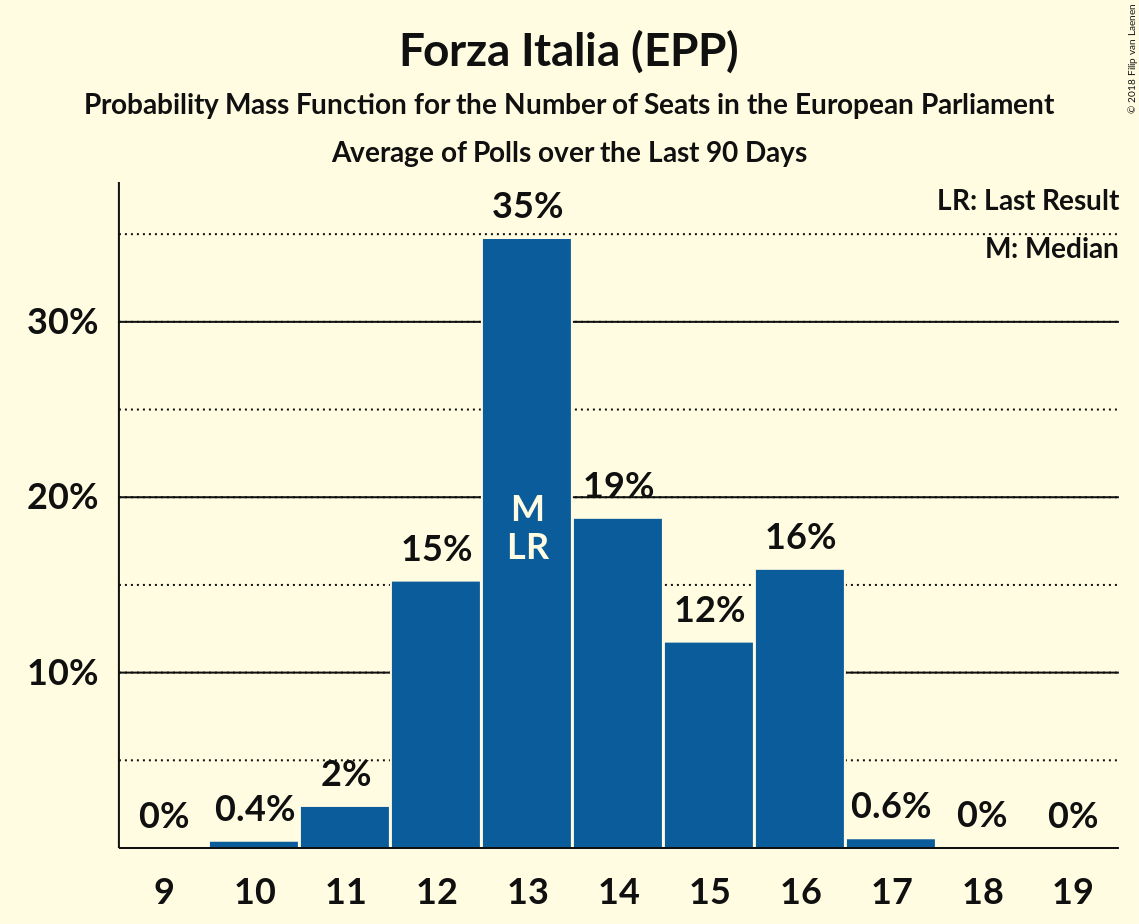 Forza Italia (EPP)
Probability Mass Function for the Number of Seats in the European Parliament
Average of Polls over the Last 90 Days
© 2018 Filip van Laenen
LR: Last Result
M: Median
35%
30%
20%
10%
19%
M
LR
15%
16%
12%
2%
0%
0.4%
0.6%
0%
0%
9 10 11 12 13 14 15 16 17 18 19